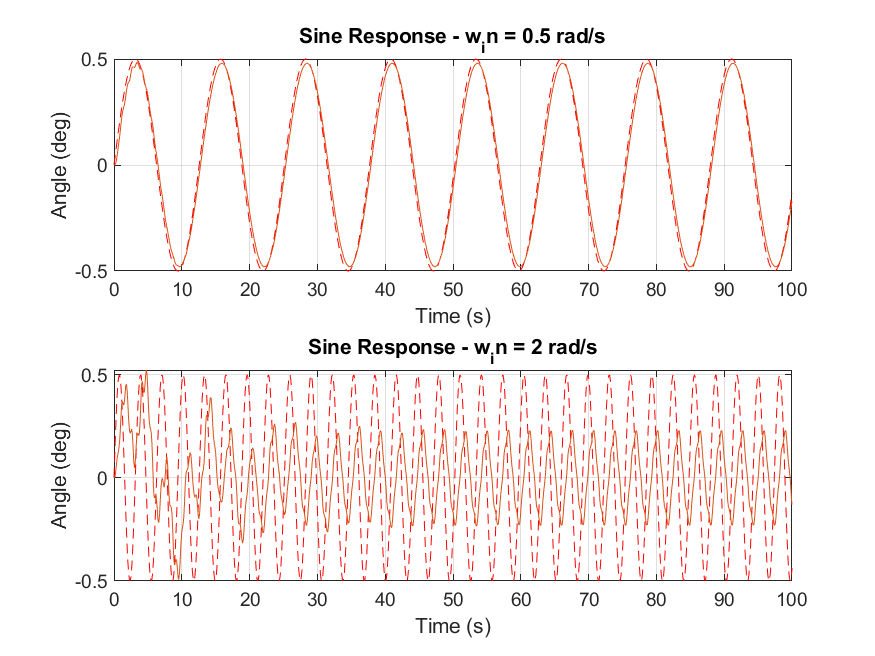 Sine Response - wᵢn = 0.5 rad/s
0.5
0
-0.5
Angle (deg)
0 10 20 30 40 50 60 70 80 90 100
Time (s)
Sine Response - wᵢn = 2 rad/s
0.5
0
-0.5
Angle (deg)
0 10 20 30 40 50 60 70 80 90 100
Time (s)